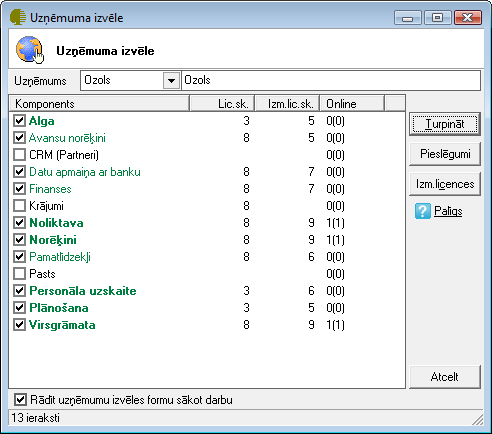 Uzņēmuma izvēle
Uzņēmuma izvēle
Uzņēmums Ozols Ozols
Komponents Lic.sk. Izm.lic.sk. Online
Alga 3 5 0(0)
Avansu norēķini 8 5 0(0)
CRM (Partneri) 0(0)
Datu apmaiņa ar banku 8 7 0(0)
Finanses 8 7 0(0)
Krājumi 8 0(0)
Noliktava 8 9 1(1)
Norēķini 8 9 1(1)
Pamatlīdzekļi 8 6 0(0)
Pasts 0(0)
Personāla uzskaite 3 6 0(0)
Plānošana 3 5 0(0)
Virsgrāmata 8 9 1(1)
Turpināt
Pieslēgumi
Izm.licences
? Palīgs
Atcelt
Rādīt uzņēmumu izvēles formu sākot darbu
13 ieraksti